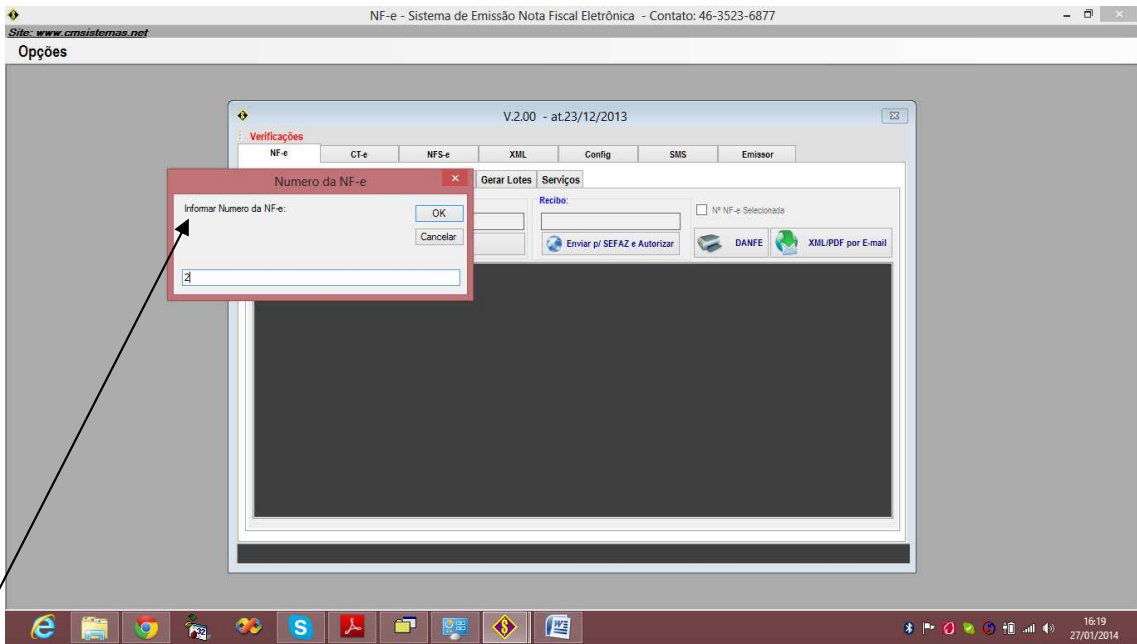 NF-e - Sistema de Emissão Nota Fiscal Eletrônica - Contato: 46-3523-6877
Site: www.cmsistemas.net
Opções
V.2.00 - at.23/12/2013
Verificações
NF-e CT-e NFS-e XML Config SMS Emissor
Numero da NF-e
Gerar Lotes Serviços
Informar Numero da NF-e:
OK
Cancelar
2
Recibo:
Nº NF-e Selecionada
Enviar p/ SEFAZ e Autorizar
DANFE
XML/PDF por E-mail
16:19
27/01/2014